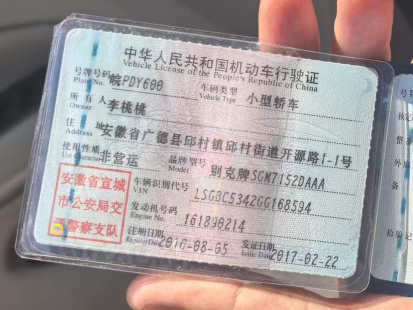 中华人民共和国机动车行驶证
Vehicle License of the People's Republic of China
号牌号码 Plate No. 皖PDY600 车辆类型 Vehicle Type 小型轿车
所有人 Owner 李桃桃
住址 Address 安徽省广德县邱村镇邱村街道开源路1-1号
使用性质 Use Character 非营运 品牌型号 Model 别克牌SGM7152DAAA
安徽省宣城
市公安局交
通警察支队
车辆识别代号 VIN LSGBC5342GG168594
发动机号码 Engine No. 161890214
注册日期 Register Date 2016-08-05 发证日期 Issue Date 2017-02-22